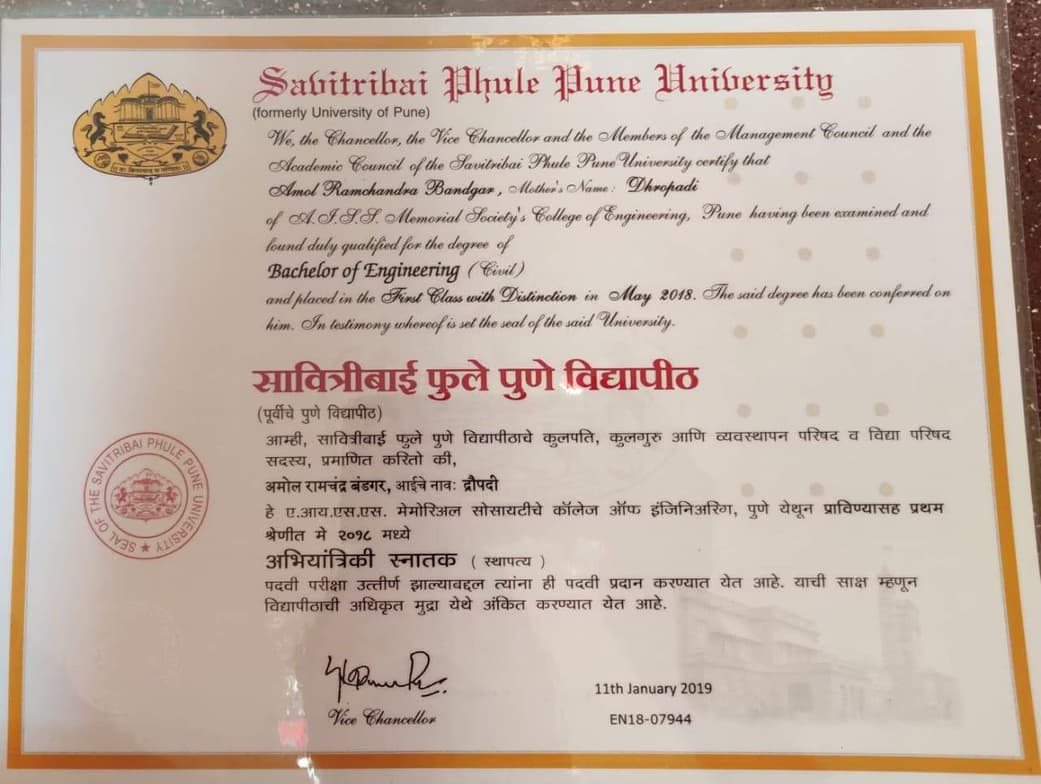 Savitribai Phule Pune University
(formerly University of Pune)
We, the Chancellor, the Vice Chancellor and the Members of the Management Council and the
Academic Council of the Savitribai Phule Pune University certify that
Amol Ramchandra Bandgar, Mother's Name: Dhropadi
of A.I.S.S. Memorial Society's College of Engineering, Pune having been examined and
found duly qualified for the degree of
Bachelor of Engineering (Civil)
and placed in the First Class with Distinction in May 2018. The said degree has been conferred on
him. In testimony whereof is set the seal of the said University.
सावित्रीबाई फुले पुणे विद्यापीठ
(पूर्वीचे पुणे विद्यापीठ)
आम्ही, सावित्रीबाई फुले पुणे विद्यापीठाचे कुलपति, कुलगुरु आणि व्यवस्थापन परिषद व विद्या परिषद
सदस्य, प्रमाणित करितो की,
अमोल रामचंद्र बंडगर, आईचे नावः द्रौपदी
हे ए.आय.एस.एस. मेमोरिअल सोसायटीचे कॉलेज ऑफ इंजिनिअरिंग, पुणे येथून प्राविण्यासह प्रथम
श्रेणीत मे २०१८ मध्ये
अभियांत्रिकी स्नातक ( स्थापत्य )
पदवी परीक्षा उत्तीर्ण झाल्याबद्दल त्यांना ही पदवी प्रदान करण्यात येत आहे. याची साक्ष म्हणून
विद्यापीठाची अधिकृत मुद्रा येथे अंकित करण्यात येत आहे.
SEAL OF THE SAVITRIBAI PHULE PUNE UNIVERSITY ★
Vice Chancellor
11th January 2019
EN18-07944